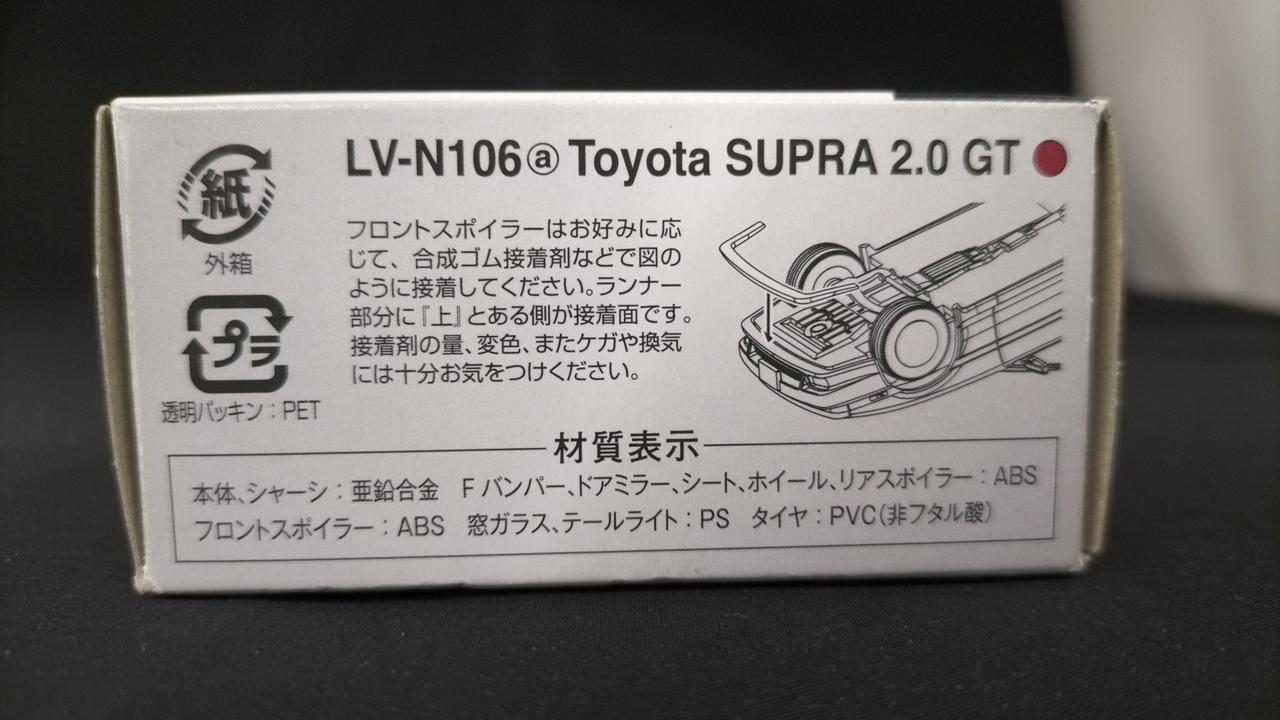 LV-N106ⓐ Toyota SUPRA 2.0 GT
紙
外箱
プラ
透明パッキン：PET
フロントスポイラーはお好みに応
じて、合成ゴム接着剤などで図の
ように接着してください。ランナー
部分に『上』とある側が接着面です。
接着剤の量、変色、またケガや換気
には十分お気をつけください。
材質表示
本体、シャーシ：亜鉛合金　F バンパー、ドアミラー、シート、ホイール、リアスポイラー：ABS
フロントスポイラー：ABS　窓ガラス、テールライト：PS　タイヤ：PVC（非フタル酸）